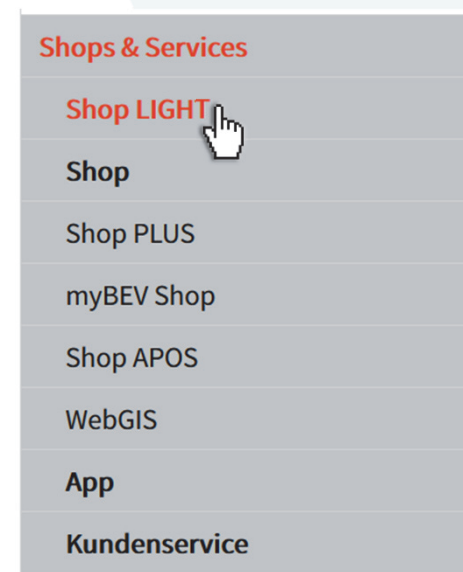 Shops & Services
Shop LIGHT
Shop
Shop PLUS
myBEV Shop
Shop APOS
WebGIS
App
Kundenservice